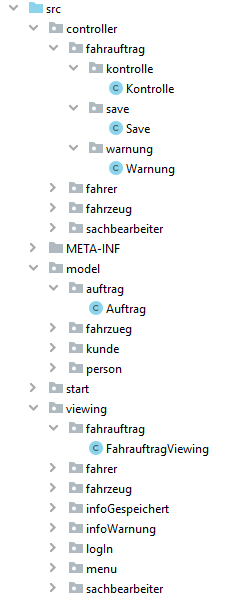 src
controller
fahrauftrag
kontrolle
Kontrolle
save
Save
warnung
Warnung
fahrer
fahrzeug
sachbearbeiter
META-INF
model
auftrag
Auftrag
fahrzueg
kunde
person
start
viewing
fahrauftrag
FahrauftragViewing
fahrer
fahrzeug
infoGespeichert
infoWarnung
logIn
menu
sachbearbeiter